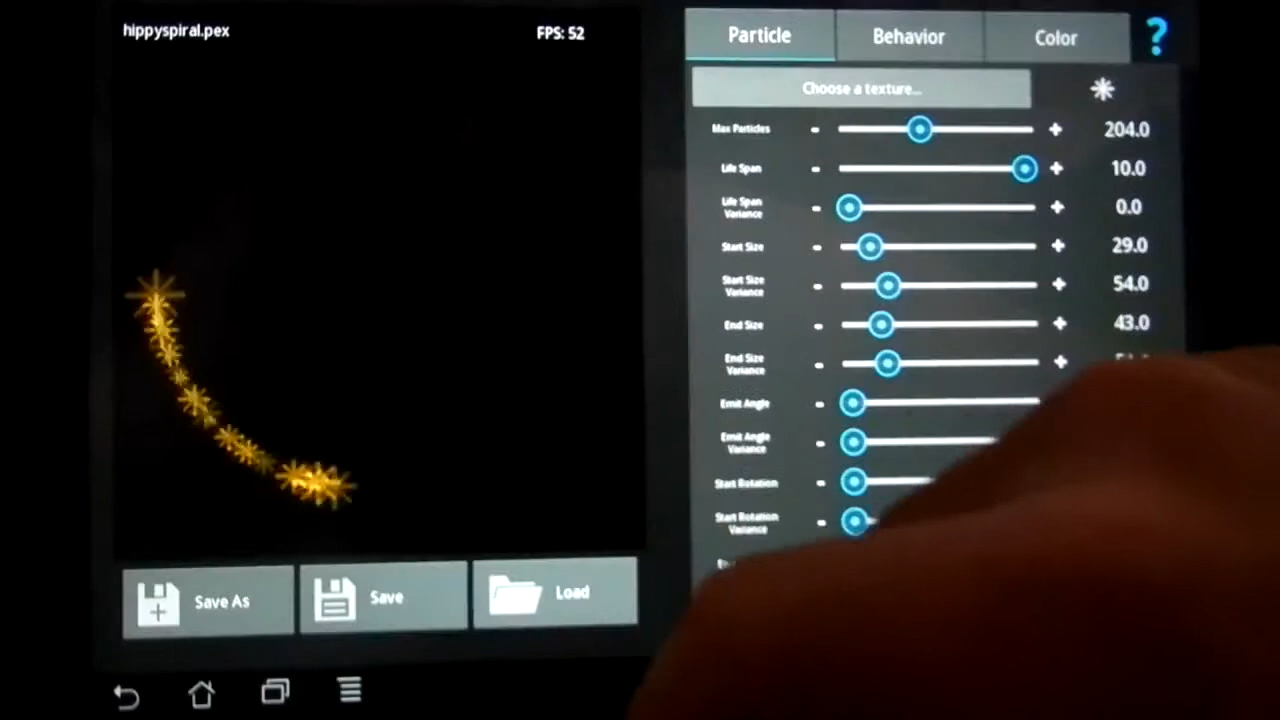 hippyspiral.pex
FPS: 52
Particle
Behavior
Color
?
Choose a texture...
Max Particles - + 204.0
Life Span - + 10.0
Life Span
Variance - + 0.0
Start Size - + 29.0
Start Size
Variance - + 54.0
End Size - + 43.0
End Size
Variance - +
Emit Angle -
Emit Angle
Variance -
Start Rotation -
Start Rotation
Variance -
Save As
Save
Load